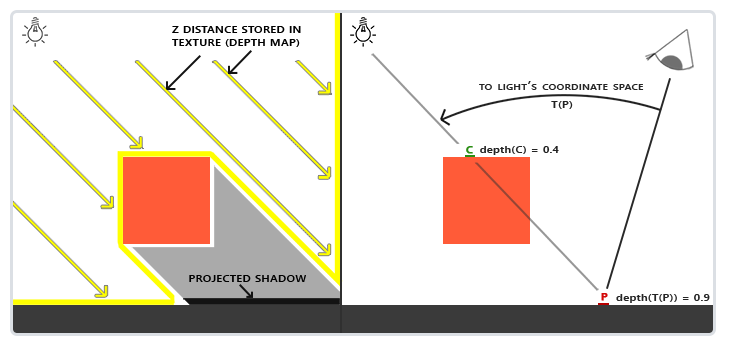 Z DISTANCE STORED IN
TEXTURE (DEPTH MAP)
PROJECTED SHADOW
TO LIGHT'S COORDINATE SPACE
T(P)
C depth(C) = 0.4
P depth(T(P)) = 0.9